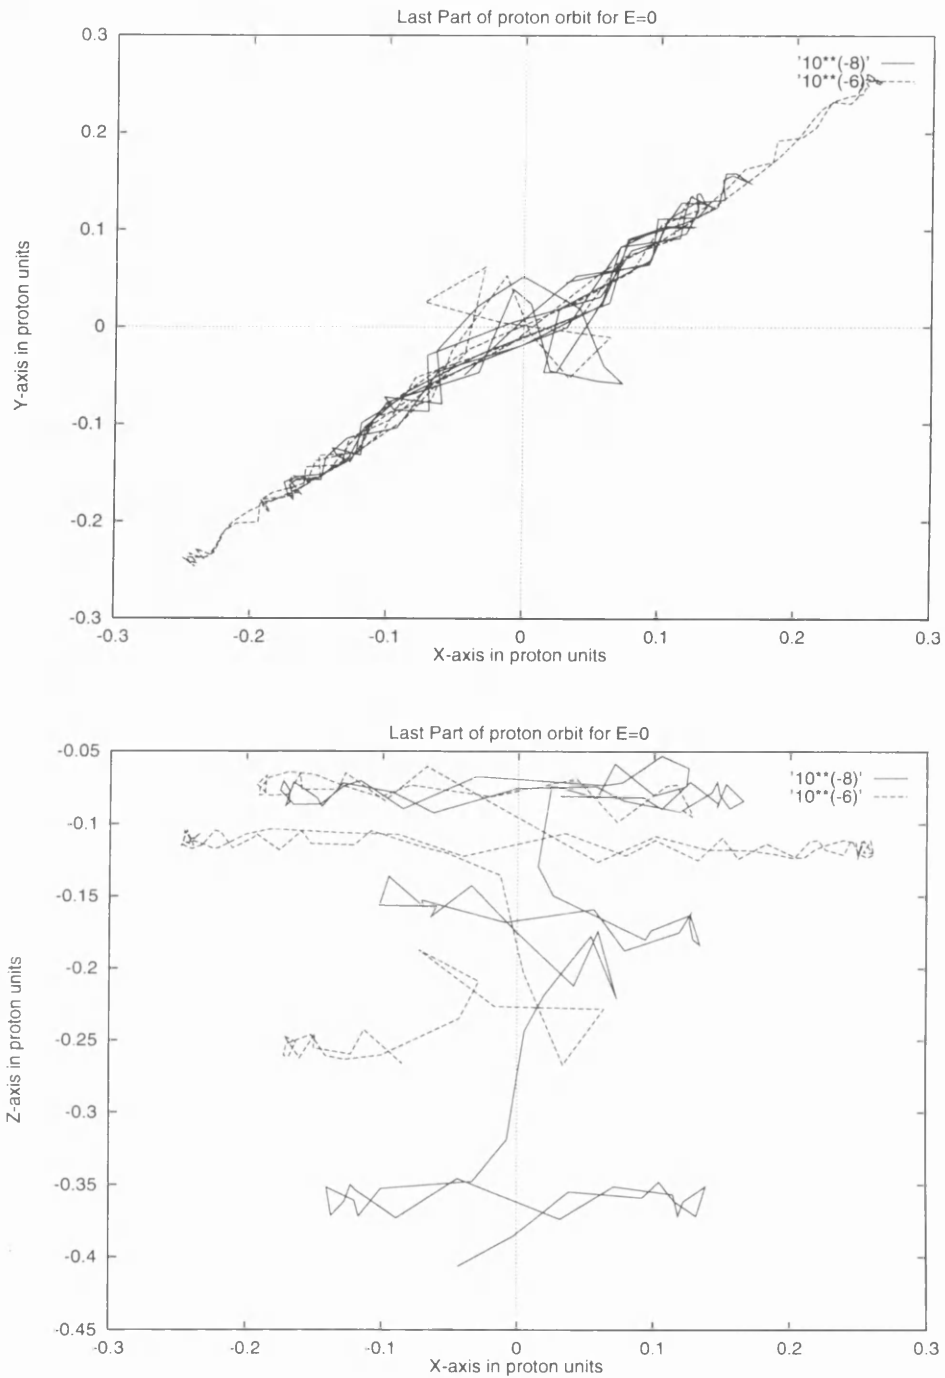 Last Part of proton orbit for E=0
0.3
'10**(-8)'
'10**(-6)'
0.2
0.1
Y-axis in proton units
0
-0.1
-0.2
-0.3
-0.3 -0.2 -0.1 0 0.1 0.2 0.3
X-axis in proton units
Last Part of proton orbit for E=0
-0.05
'10**(-8)'
'10**(-6)'
-0.1
-0.15
-0.2
Z-axis in proton units
-0.25
-0.3
-0.35
-0.4
-0.45
-0.3 -0.2 -0.1 0 0.1 0.2 0.3
X-axis in proton units